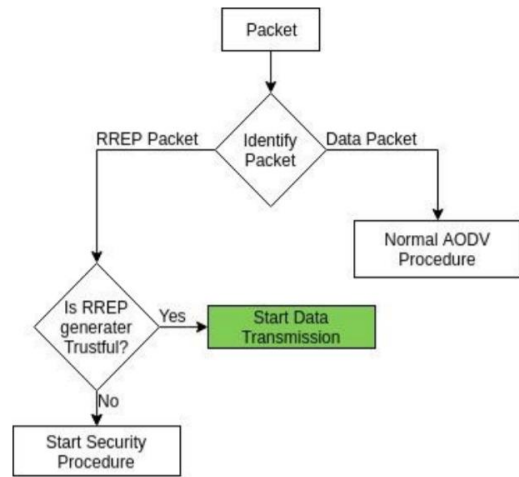 Packet
Identify
Packet
RREP Packet
Data Packet
Normal AODV
Procedure
Is RREP
generater
Trustful?
Yes
Start Data
Transmission
No
Start Security
Procedure